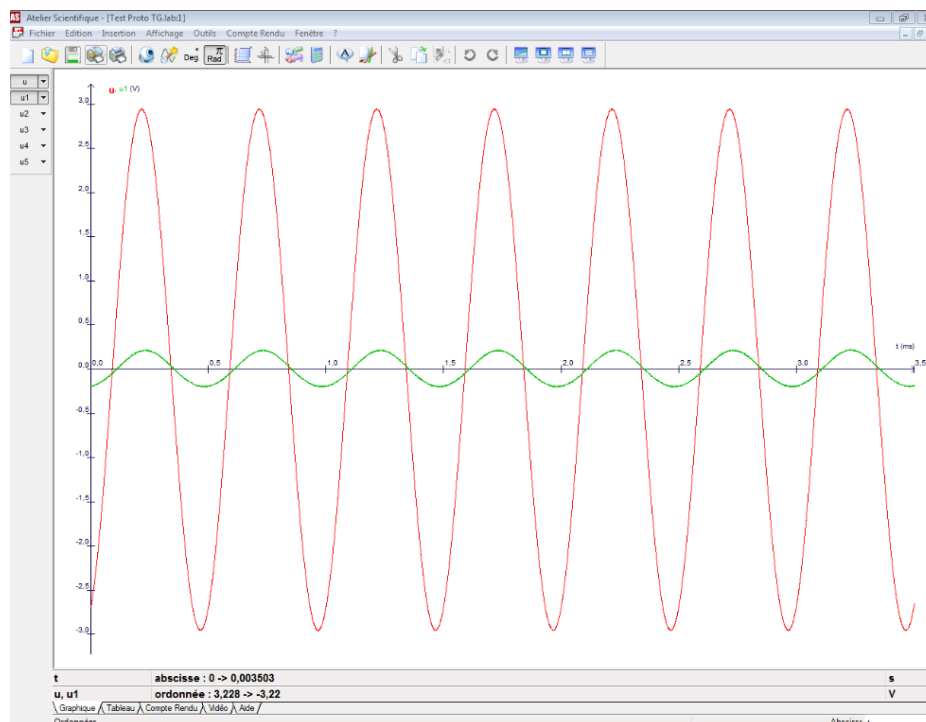 AS Atelier Scientifique - [Test Proto TG.lab:1]
Fichier Edition Insertion Affichage Outils Compte Rendu Fenêtre ?
Deg π Rad
u
u1
u2
u3
u4
u5
u, u1 (V)
3,0
2,5
2,0
1,5
1,0
0,5
0,0
-0,5
-1,0
-1,5
-2,0
-2,5
-3,0
0,0 0,5 1,0 1,5 2,0 2,5 3,0 3,5
t (ms)
t abscisse : 0 -> 0,003503 s
u, u1 ordonnée : 3,228 -> -3,22 V
Graphique Tableau Compte Rendu Vidéo Aide